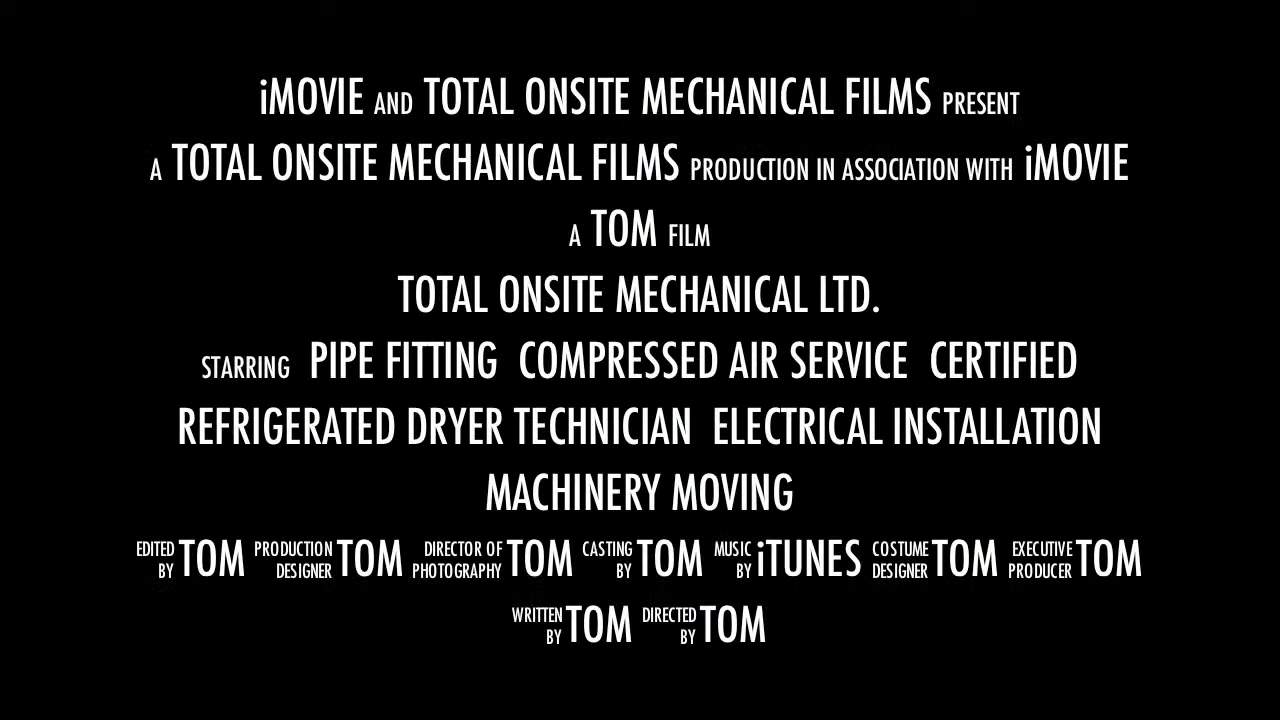 iMOVIE AND TOTAL ONSITE MECHANICAL FILMS PRESENT
A TOTAL ONSITE MECHANICAL FILMS PRODUCTION IN ASSOCIATION WITH iMOVIE
A TOM FILM
TOTAL ONSITE MECHANICAL LTD.
STARRING PIPE FITTING COMPRESSED AIR SERVICE CERTIFIED
REFRIGERATED DRYER TECHNICIAN ELECTRICAL INSTALLATION
MACHINERY MOVING
EDITED BY TOM PRODUCTION DESIGNER TOM DIRECTOR OF PHOTOGRAPHY TOM CASTING BY TOM MUSIC BY iTUNES COSTUME DESIGNER TOM EXECUTIVE PRODUCER TOM
WRITTEN BY TOM DIRECTED BY TOM